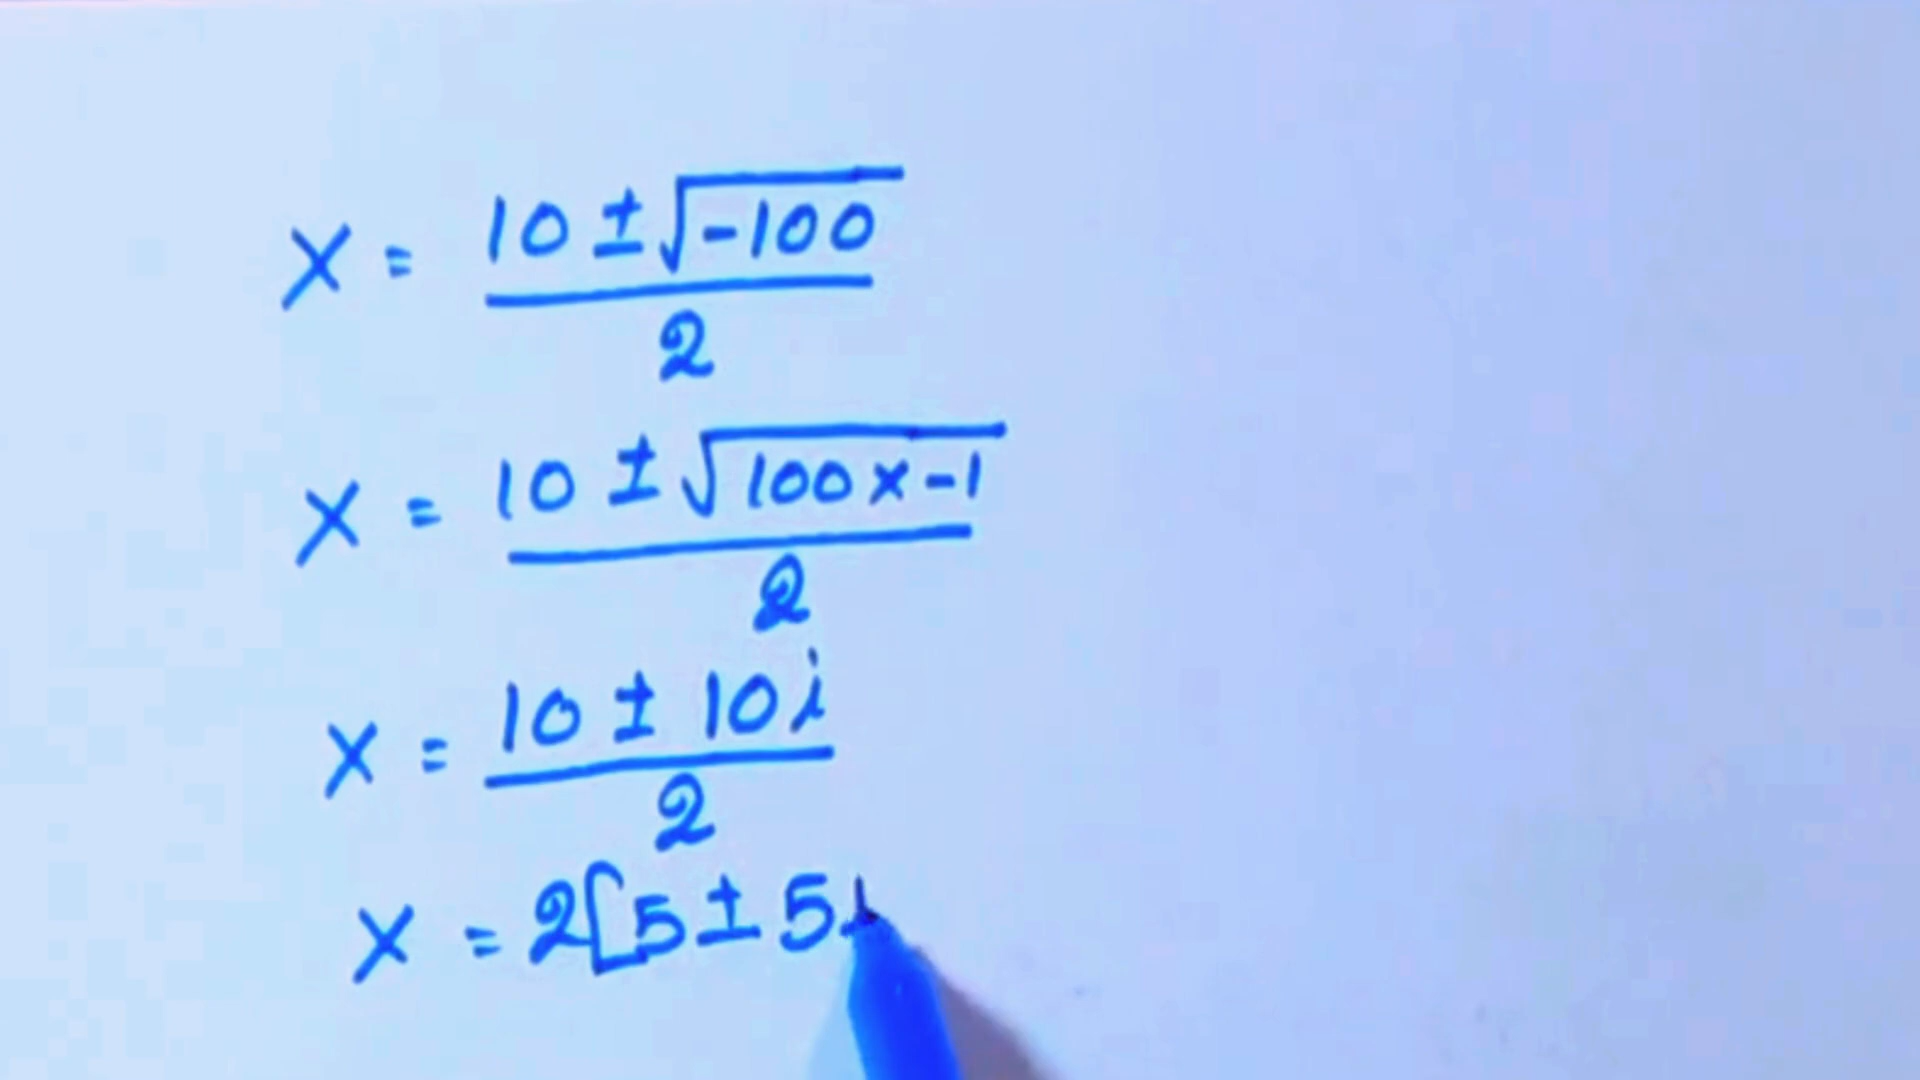 x = 10 ± √-100
2
x = 10 ± √100 x -1
2
x = 10 ± 10i
2
x = 2[5 ± 5